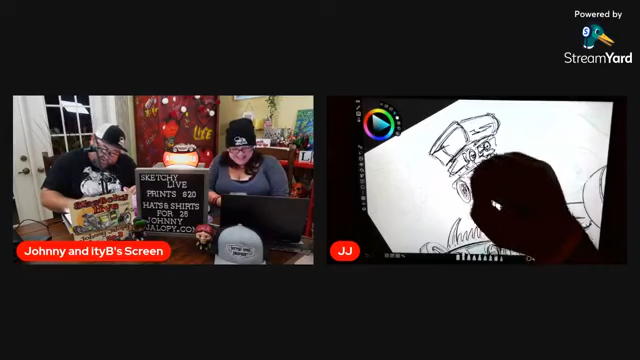 Powered by
StreamYard
LIVE
SKETCHY
LIVE
PRINTS $20
HATS & SHIRTS
FOR 25
JOHNNY
JALOPY.COM
Johnny and ityB's Screen
JJ